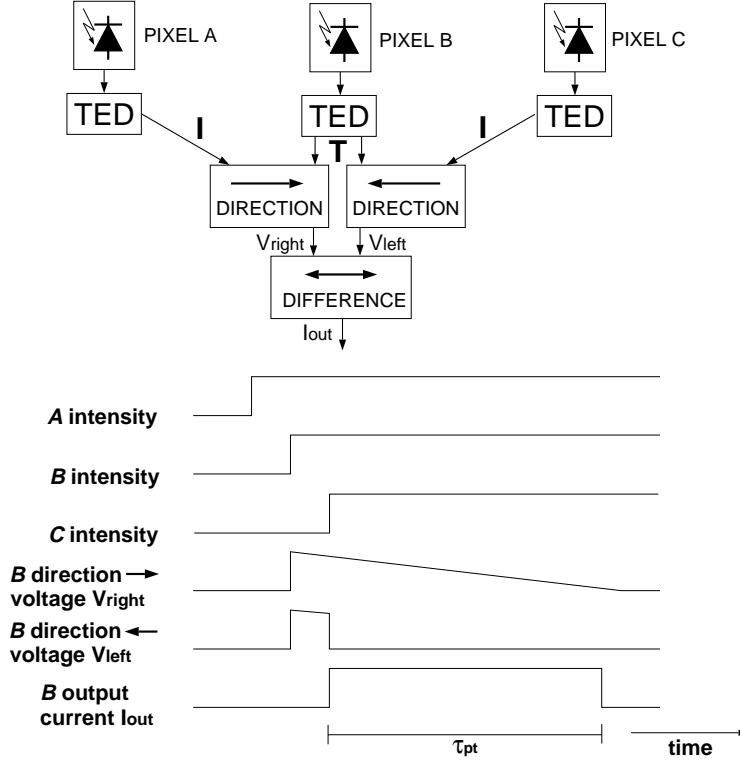 PIXEL A
PIXEL B
PIXEL C
TED
TED
TED
I
T
I
DIRECTION
DIRECTION
Vright
Vleft
DIFFERENCE
Iout
A intensity
B intensity
C intensity
B direction
voltage Vright
B direction
voltage Vleft
B output
current Iout
τpt
time